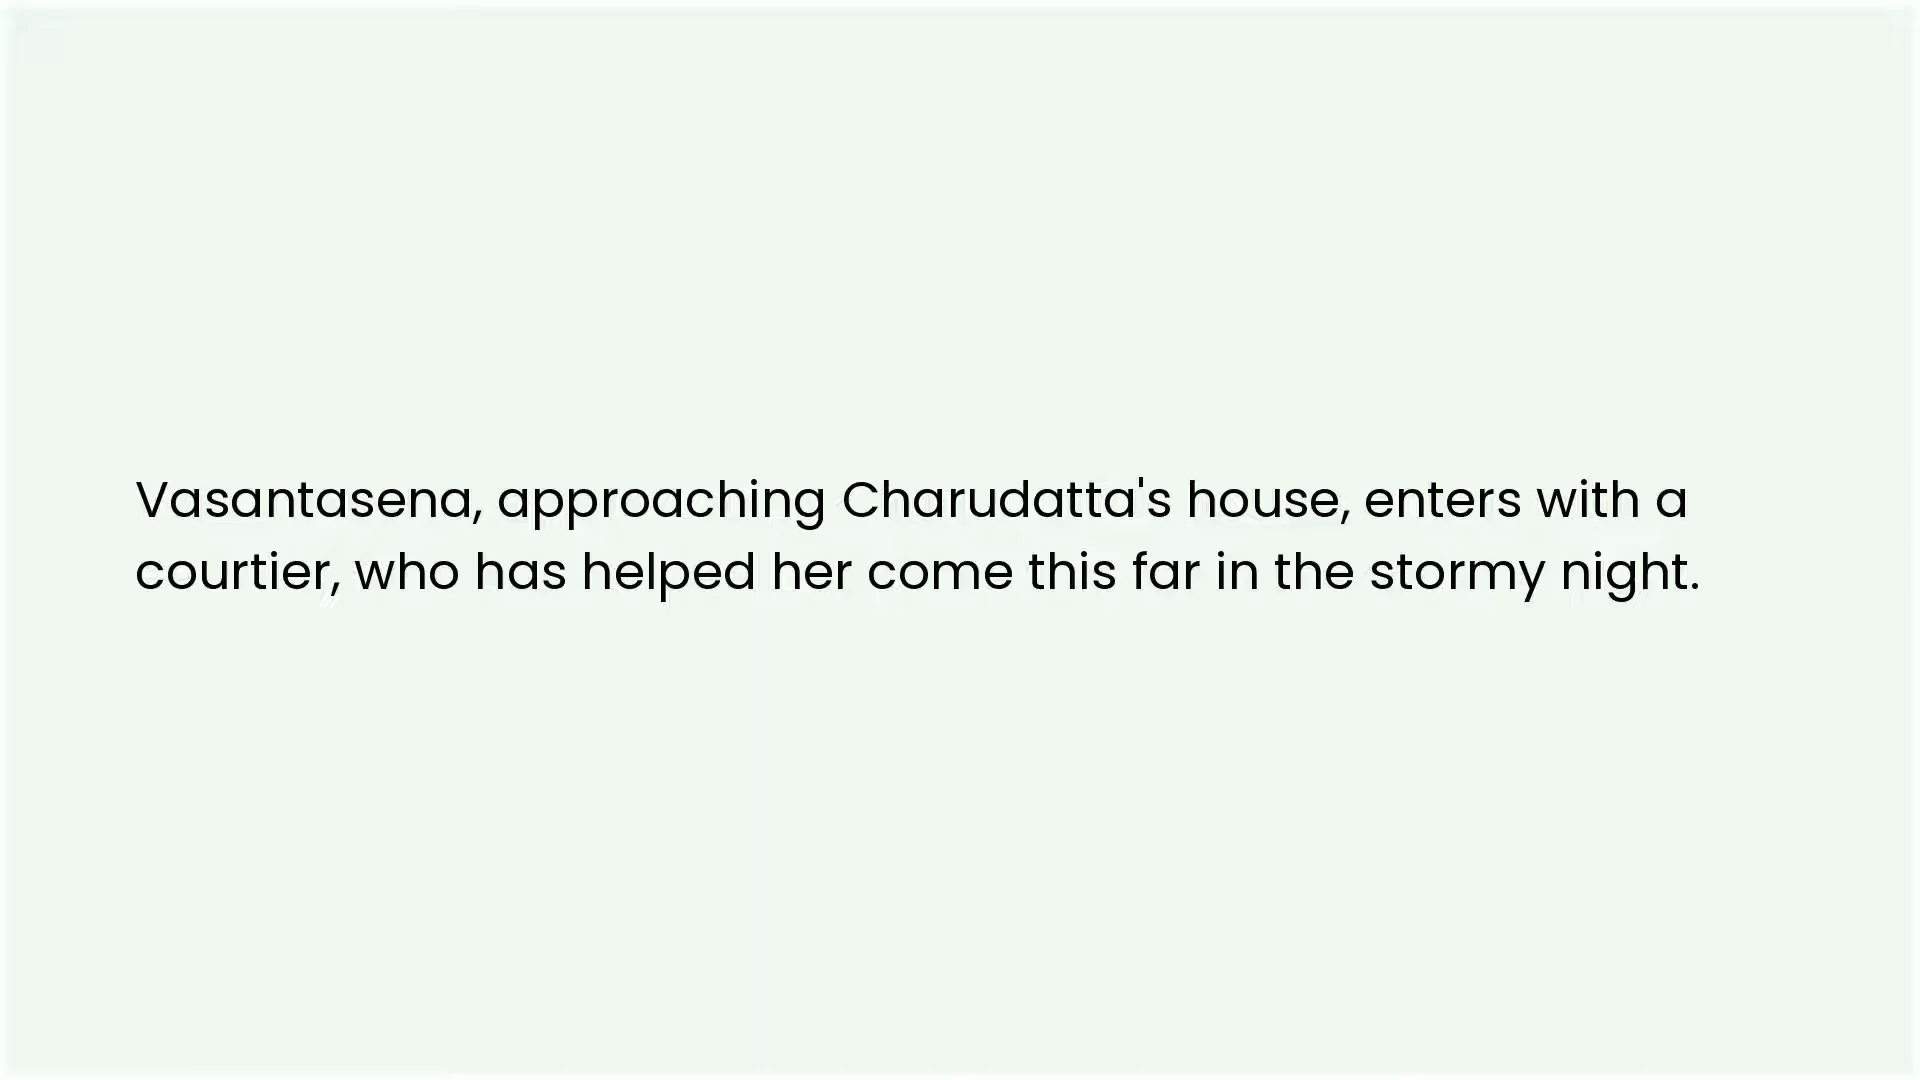 Vasantasena, approaching Charudatta's house, enters with a
courtier, who has helped her come this far in the stormy night.